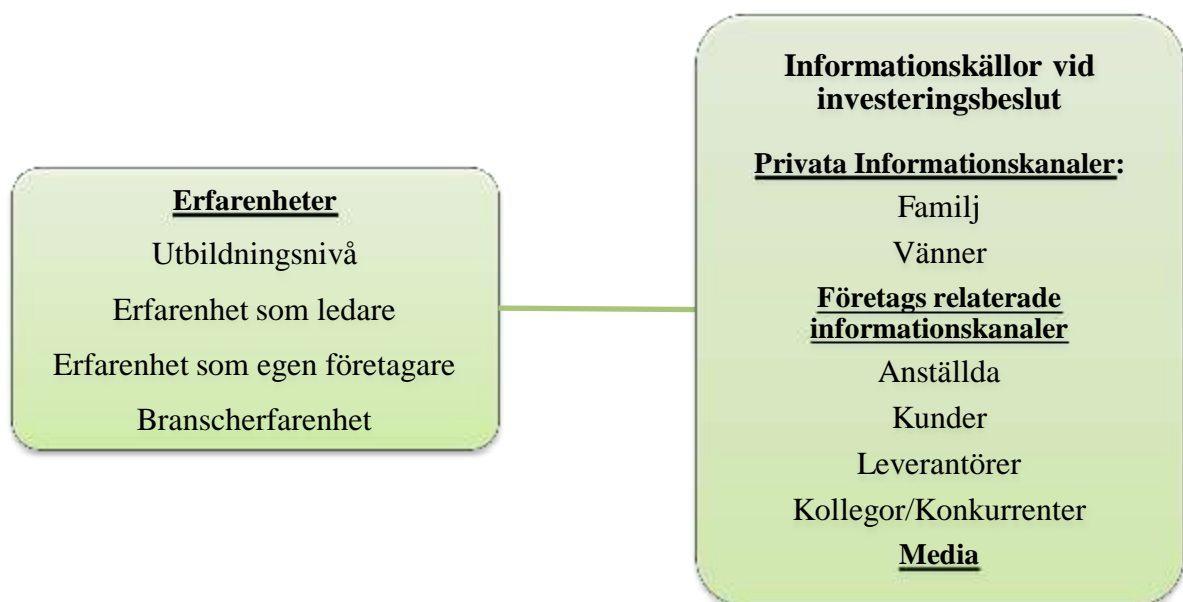 Erfarenheter
Utbildningsnivå
Erfarenhet som ledare
Erfarenhet som egen företagare
Branscherfarenhet
Informationskällor vid
investeringsbeslut
Privata Informationskanaler:
Familj
Vänner
Företags relaterade
informationskanaler
Anställda
Kunder
Leverantörer
Kollegor/Konkurrenter
Media